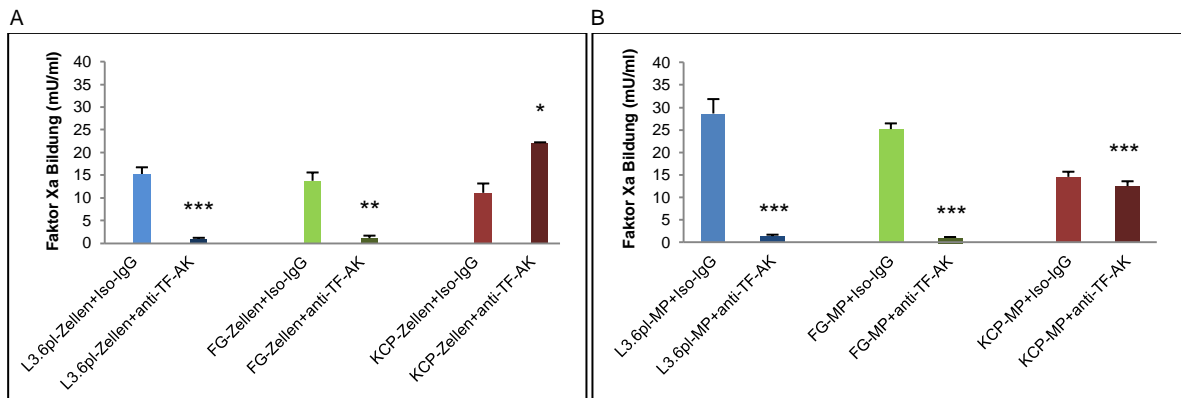 A
Faktor Xa Bildung (mU/ml)
40
35
30
25
20
15
10
5
0
***
**
*
L3.6pl-Zellen+Iso-IgG
L3.6pl-Zellen+anti-TF-AK
FG-Zellen+Iso-IgG
FG-Zellen+anti-TF-AK
KCP-Zellen+Iso-IgG
KCP-Zellen+anti-TF-AK
B
Faktor Xa Bildung (mU/ml)
40
35
30
25
20
15
10
5
0
***
***
***
L3.6pl-MP+Iso-IgG
L3.6pl-MP+anti-TF-AK
FG-MP+Iso-IgG
FG-MP+anti-TF-AK
KCP-MP+Iso-IgG
KCP-MP+anti-TF-AK